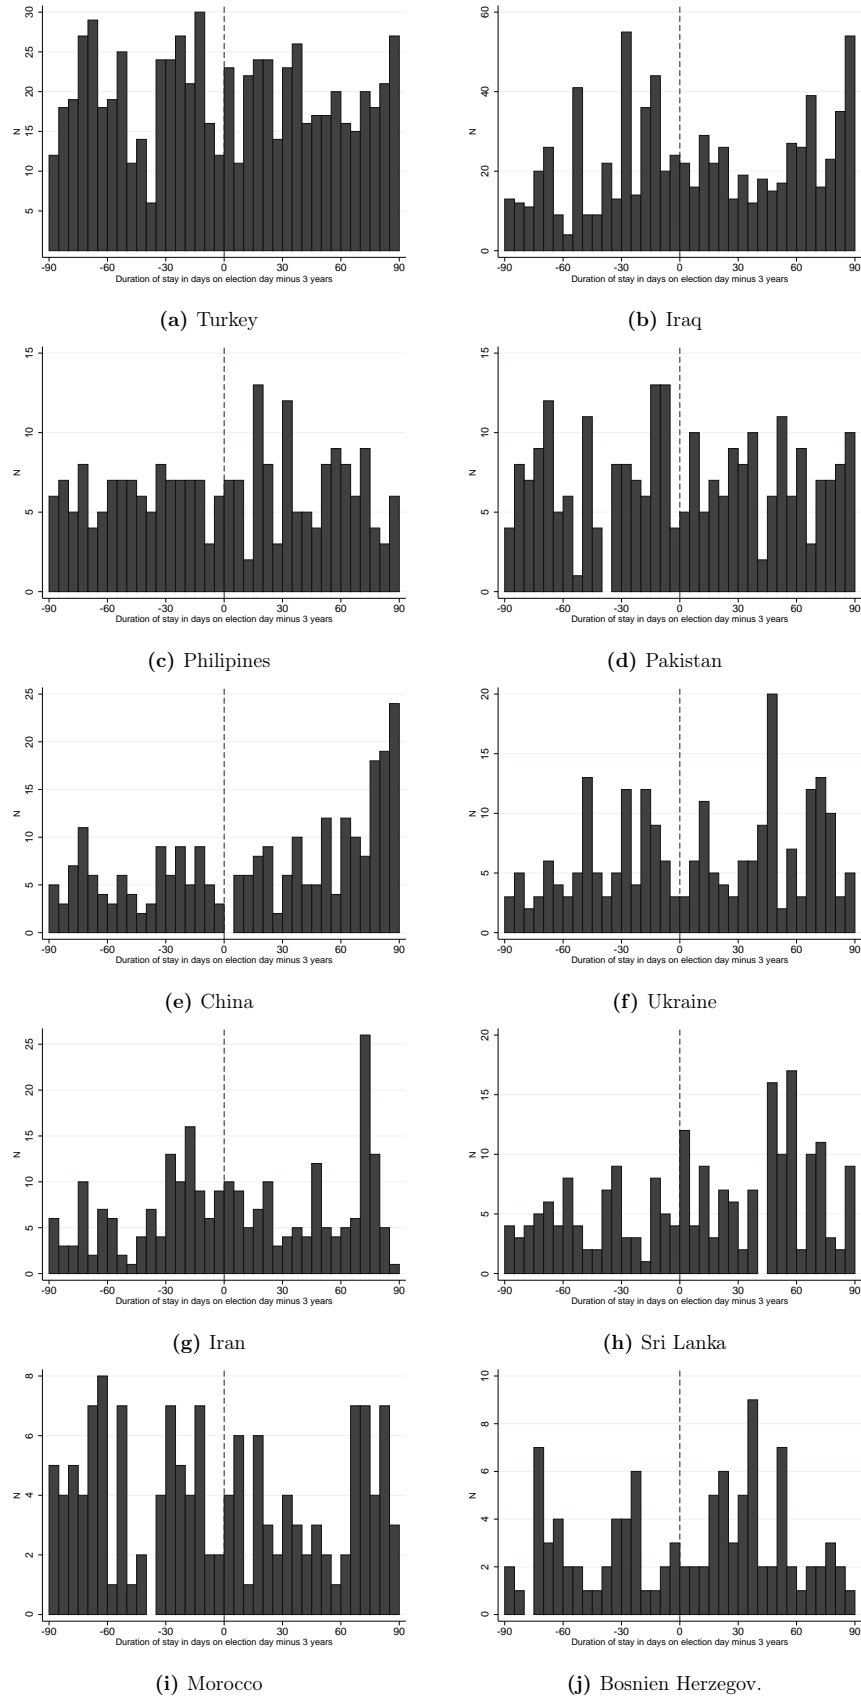 30
25
20
15
10
5
N
-90 -60 -30 0 30 60 90
Duration of stay in days on election day minus 3 years
(a) Turkey
60
40
20
0
N
-90 -60 -30 0 30 60 90
Duration of stay in days on election day minus 3 years
(b) Iraq
15
10
5
0
N
-90 -60 -30 0 30 60 90
Duration of stay in days on election day minus 3 years
(c) Philipines
15
10
5
0
N
-90 -60 -30 0 30 60 90
Duration of stay in days on election day minus 3 years
(d) Pakistan
25
20
15
10
5
0
N
-90 -60 -30 0 30 60 90
Duration of stay in days on election day minus 3 years
(e) China
20
15
10
5
0
N
-90 -60 -30 0 30 60 90
Duration of stay in days on election day minus 3 years
(f) Ukraine
25
20
15
10
5
0
N
-90 -60 -30 0 30 60 90
Duration of stay in days on election day minus 3 years
(g) Iran
20
15
10
5
0
N
-90 -60 -30 0 30 60 90
Duration of stay in days on election day minus 3 years
(h) Sri Lanka
8
6
4
2
0
N
-90 -60 -30 0 30 60 90
Duration of stay in days on election day minus 3 years
(i) Morocco
10
8
6
4
2
0
N
-90 -60 -30 0 30 60 90
Duration of stay in days on election day minus 3 years
(j) Bosnien Herzegov.